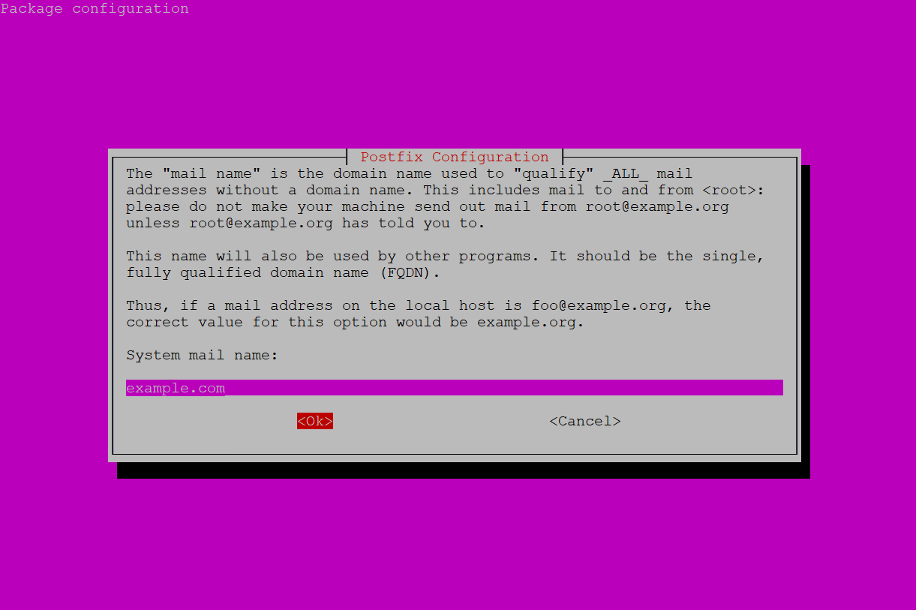 Package configuration
Postfix Configuration
The "mail name" is the domain name used to "qualify" _ALL_ mail
addresses without a domain name. This includes mail to and from <root>:
please do not make your machine send out mail from root@example.org
unless root@example.org has told you to.
This name will also be used by other programs. It should be the single,
fully qualified domain name (FQDN).
Thus, if a mail address on the local host is foo@example.org, the
correct value for this option would be example.org.
System mail name:
example.com
<Ok> <Cancel>